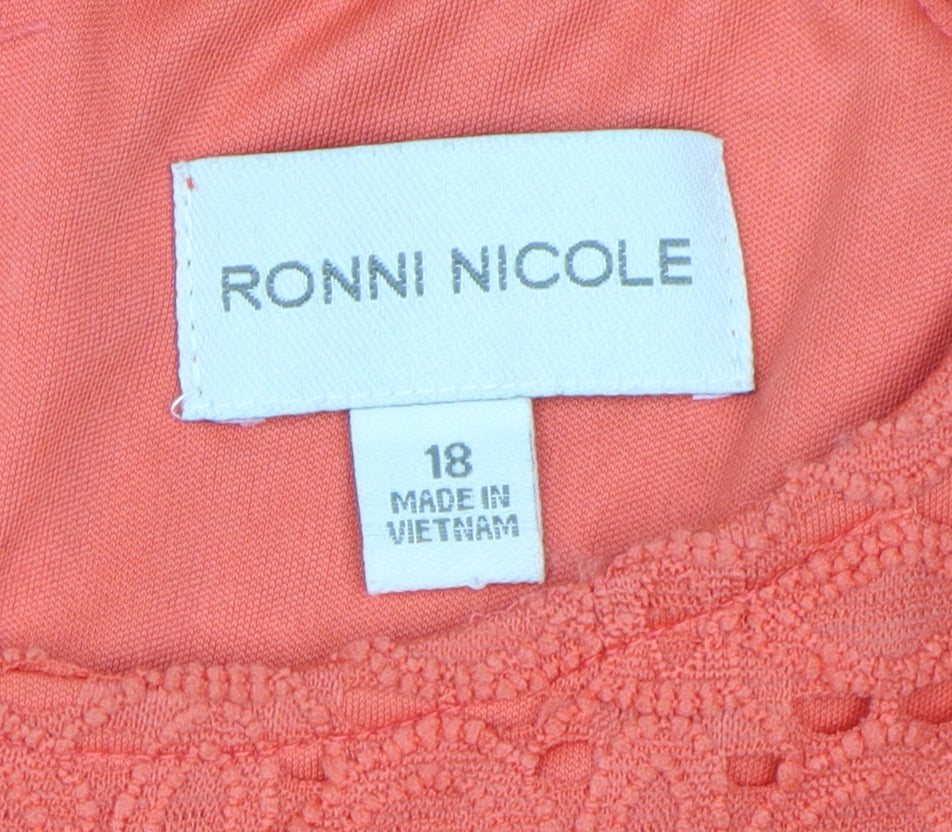 RONNI NICOLE
18
MADE IN
VIETNAM